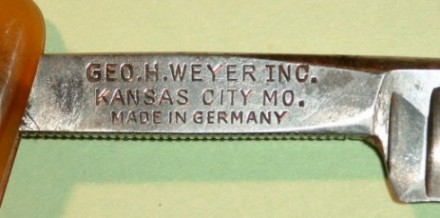 GEO.H.WEYER INC.
KANSAS CITY MO.
MADE IN GERMANY